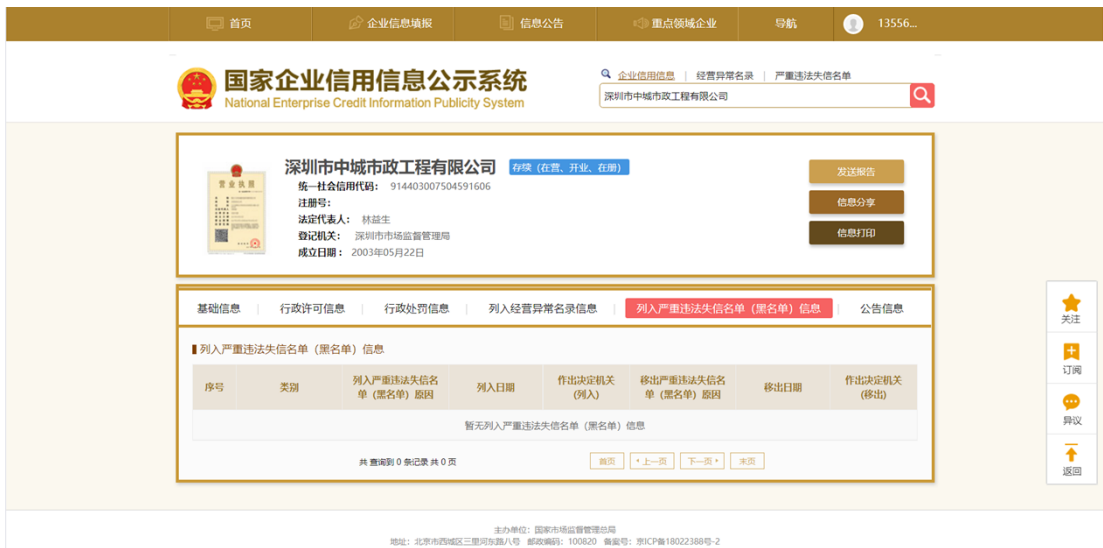 首页 企业信息填报 信息公告 重点领域企业 导航 13556...
国家企业信用信息公示系统
National Enterprise Credit Information Publicity System
企业信用信息 | 经营异常名录 | 严重违法失信名单
深圳市中城市政工程有限公司
营业执照
深圳市中城市政工程有限公司 存续（在营、开业、在册）
统一社会信用代码： 914403007504591606
注册号：
法定代表人： 林益生
登记机关： 深圳市市场监督管理局
成立日期： 2003年05月22日
发送报告
信息分享
信息打印
基础信息 | 行政许可信息 | 行政处罚信息 | 列入经营异常名录信息 | 列入严重违法失信名单（黑名单）信息 | 公告信息
列入严重违法失信名单（黑名单）信息
序号 类别 列入严重违法失信名单（黑名单）原因 列入日期 作出决定机关(列入) 移出严重违法失信名单（黑名单）原因 移出日期 作出决定机关(移出)
暂无列入严重违法失信名单（黑名单）信息
共 查询到 0 条记录 共 0 页 首页 上一页 下一页 末页
关注
订阅
异议
返回
主办单位：国家市场监督管理总局
地址：北京市西城区三里河东路八号 邮政编码：100820 备案号：京ICP备18022388号-2